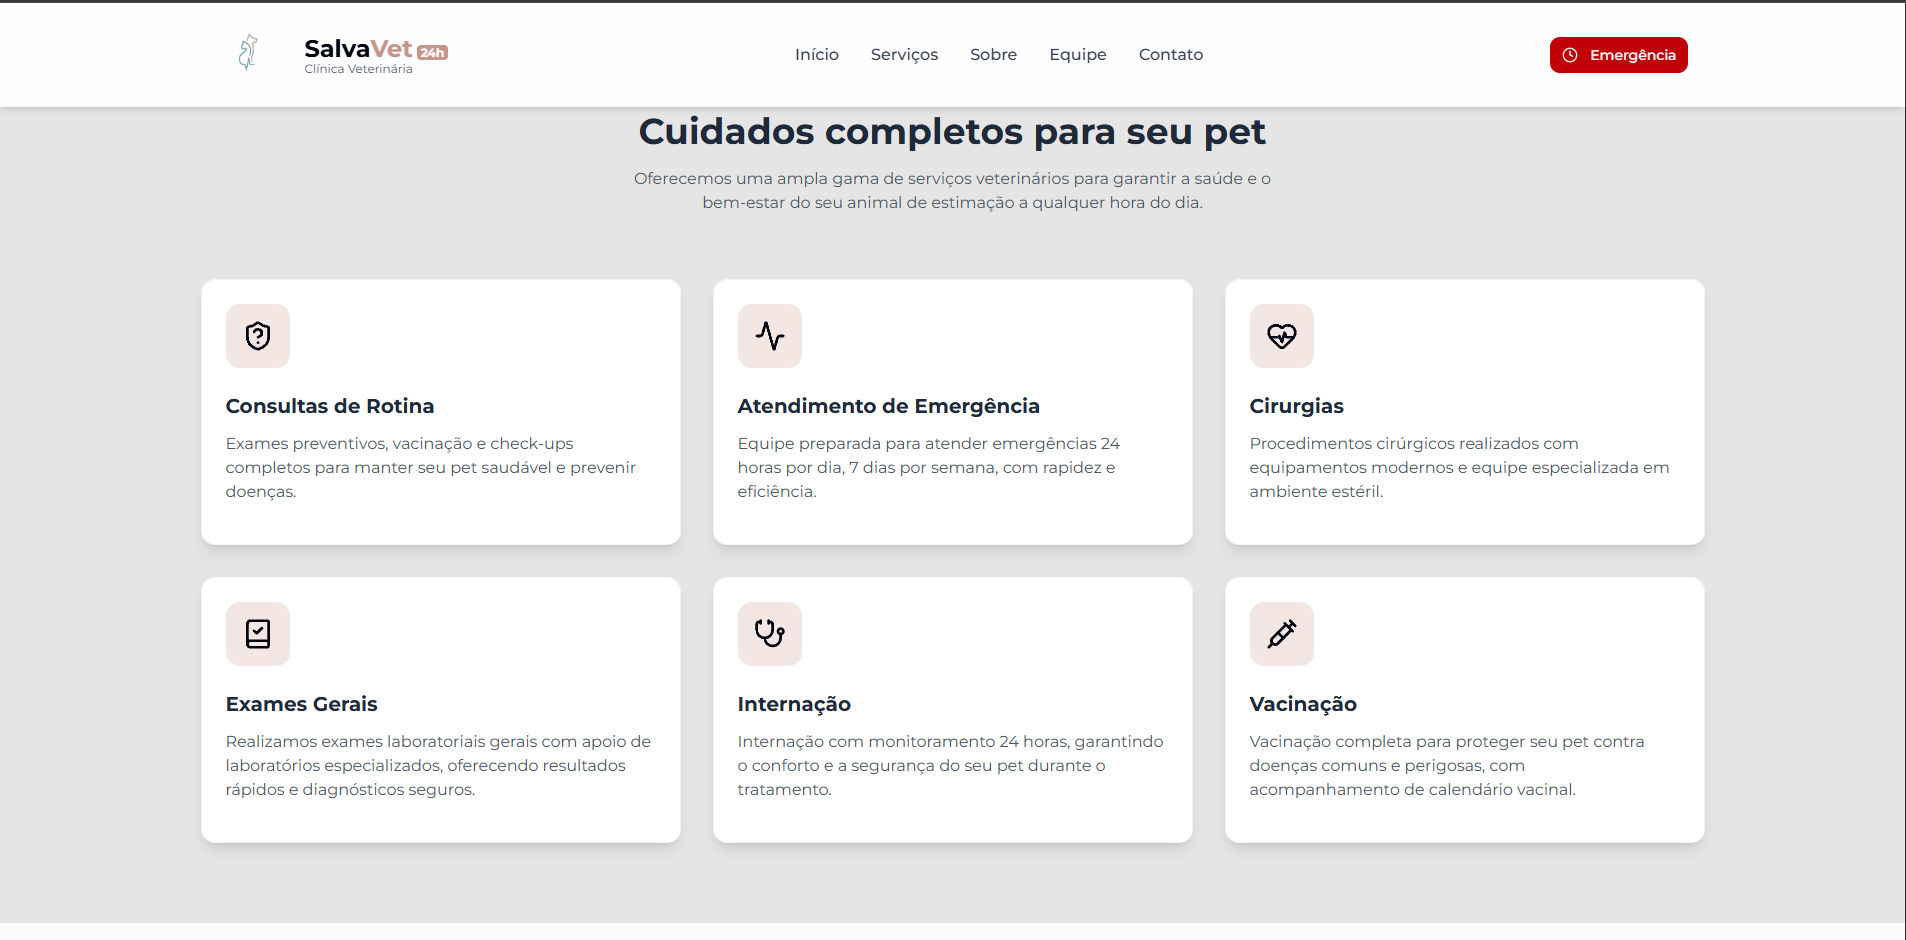 SalvaVet 24h
Clínica Veterinária
Início Serviços Sobre Equipe Contato
Emergência
Cuidados completos para seu pet
Oferecemos uma ampla gama de serviços veterinários para garantir a saúde e o
bem-estar do seu animal de estimação a qualquer hora do dia.
Consultas de Rotina
Exames preventivos, vacinação e check-ups
completos para manter seu pet saudável e prevenir
doenças.
Atendimento de Emergência
Equipe preparada para atender emergências 24
horas por dia, 7 dias por semana, com rapidez e
eficiência.
Cirurgias
Procedimentos cirúrgicos realizados com
equipamentos modernos e equipe especializada em
ambiente estéril.
Exames Gerais
Realizamos exames laboratoriais gerais com apoio de
laboratórios especializados, oferecendo resultados
rápidos e diagnósticos seguros.
Internação
Internação com monitoramento 24 horas, garantindo
o conforto e a segurança do seu pet durante o
tratamento.
Vacinação
Vacinação completa para proteger seu pet contra
doenças comuns e perigosas, com
acompanhamento de calendário vacinal.